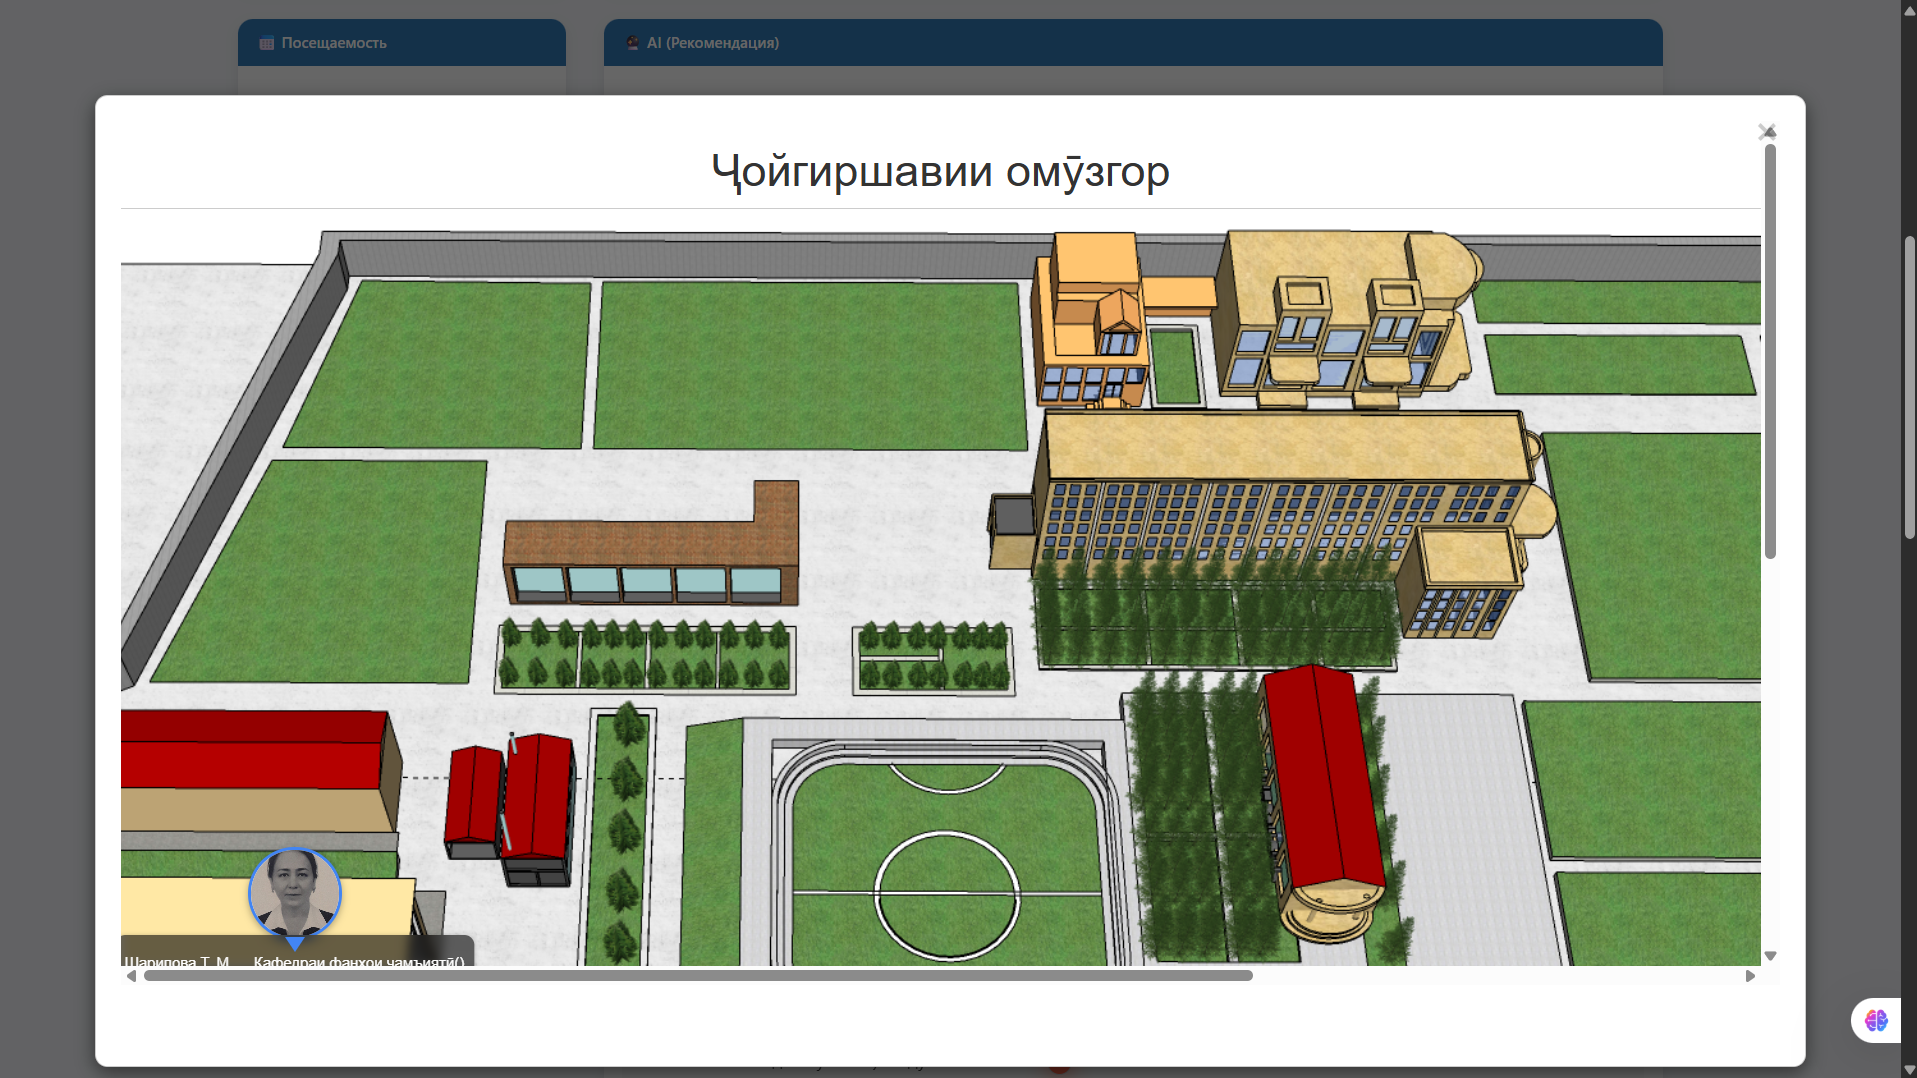 Посещаемость
AI (Рекомендация)
Ҷойгиршавии омӯзгор
Шарипова Т. М.
Кафедраи фанҳои ҷамъиятӣ()